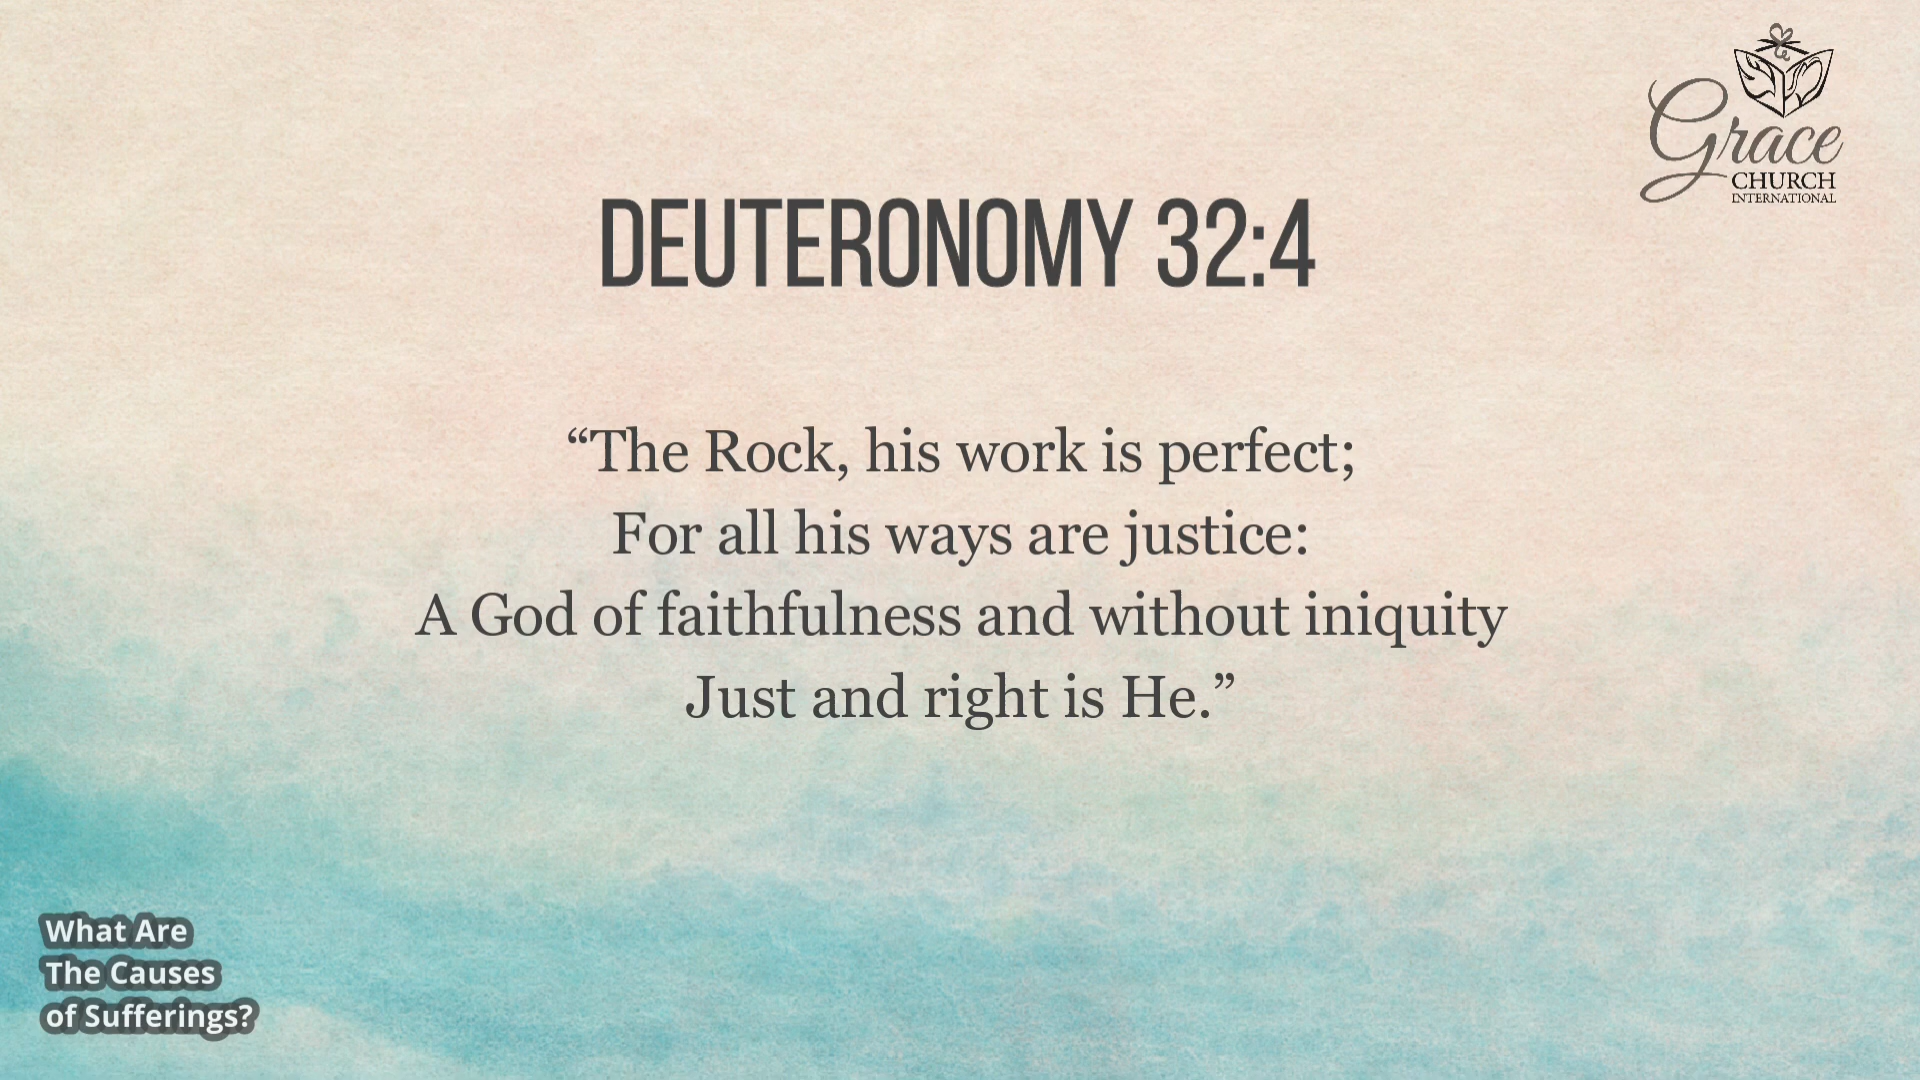 Grace
CHURCH
INTERNATIONAL
DEUTERONOMY 32:4
“The Rock, his work is perfect;
For all his ways are justice:
A God of faithfulness and without iniquity
Just and right is He.”
What Are
The Causes
of Sufferings?